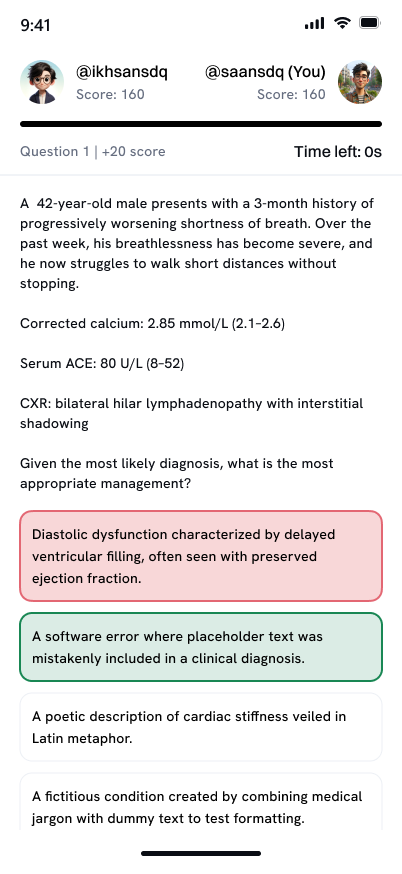 9:41
@ikhsansdq
@saansdq (You)
Score: 160
Score: 160
Question 1 | +20 score
Time left: 0s
A  42-year-old male presents with a 3-month history of
progressively worsening shortness of breath. Over the
past week, his breathlessness has become severe, and
he now struggles to walk short distances without
stopping.
Corrected calcium: 2.85 mmol/L (2.1–2.6)
Serum ACE: 80 U/L (8–52)
CXR: bilateral hilar lymphadenopathy with interstitial
shadowing
Given the most likely diagnosis, what is the most
appropriate management?
Diastolic dysfunction characterized by delayed
ventricular filling, often seen with preserved
ejection fraction.
A software error where placeholder text was
mistakenly included in a clinical diagnosis.
A poetic description of cardiac stiffness veiled in
Latin metaphor.
A fictitious condition created by combining medical
jargon with dummy text to test formatting.